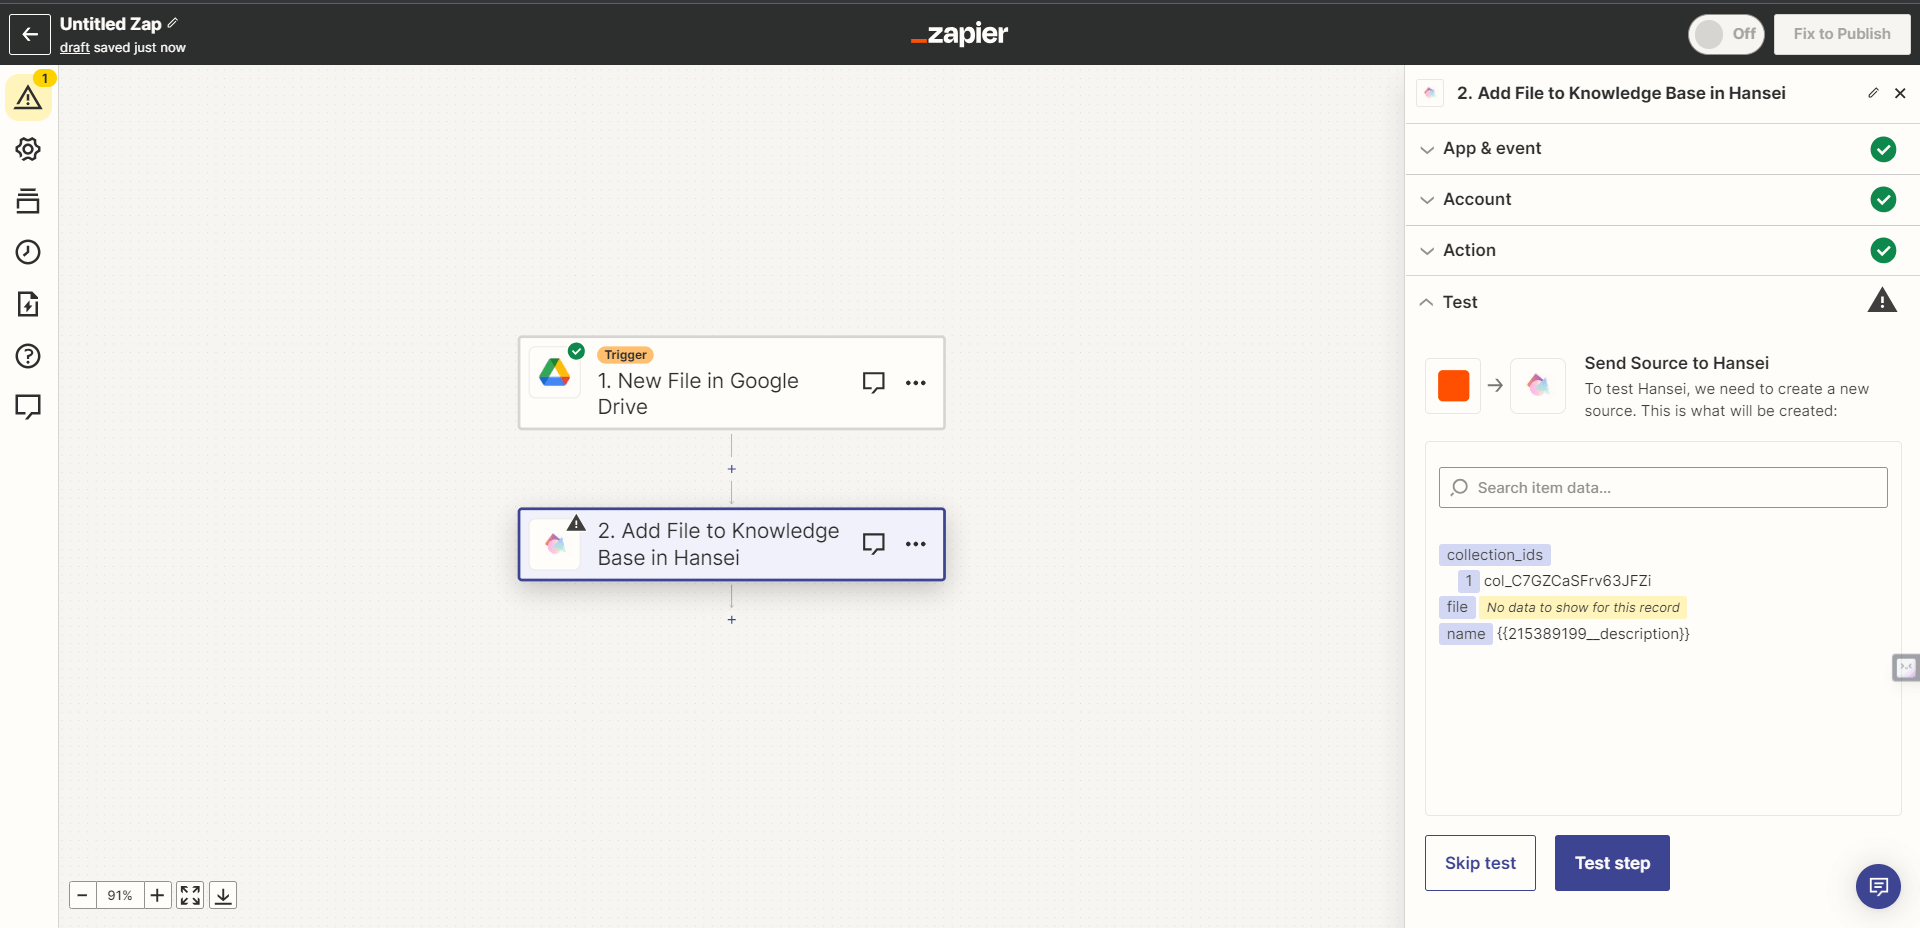 Untitled Zap
draft saved just now
zapier
Off
Fix to Publish
1
Trigger
1. New File in Google
Drive
+
2. Add File to Knowledge
Base in Hansei
+
− 91% +
2. Add File to Knowledge Base in Hansei
App & event
Account
Action
Test
Send Source to Hansei
To test Hansei, we need to create a new
source. This is what will be created:
Search item data...
collection_ids
1 col_C7GZCaSFrv63JFZi
file No data to show for this record
name {{215389199__description}}
Skip test
Test step